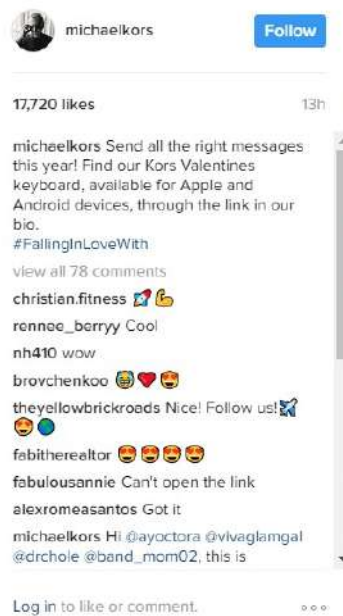 michaelkors
Follow
17,720 likes
13h
michaelkors Send all the right messages
this year! Find our Kors Valentines
keyboard, available for Apple and
Android devices, through the link in our
bio.
#FallingInLoveWith
view all 78 comments
christian.fitness 🚀💪
rennee_berryy Cool
nh410 wow
brovchenkoo 😂❤️😍
theyellowbrickroads Nice! Follow us!✈️
😍🌎
fabitherealtor 😍😍😍😍
fabulousannie Can't open the link
alexromeasantos Got it
michaelkors Hi @ayoctora @vivaglamgal
@drchole @band_mom02, this is
Log in to like or comment.